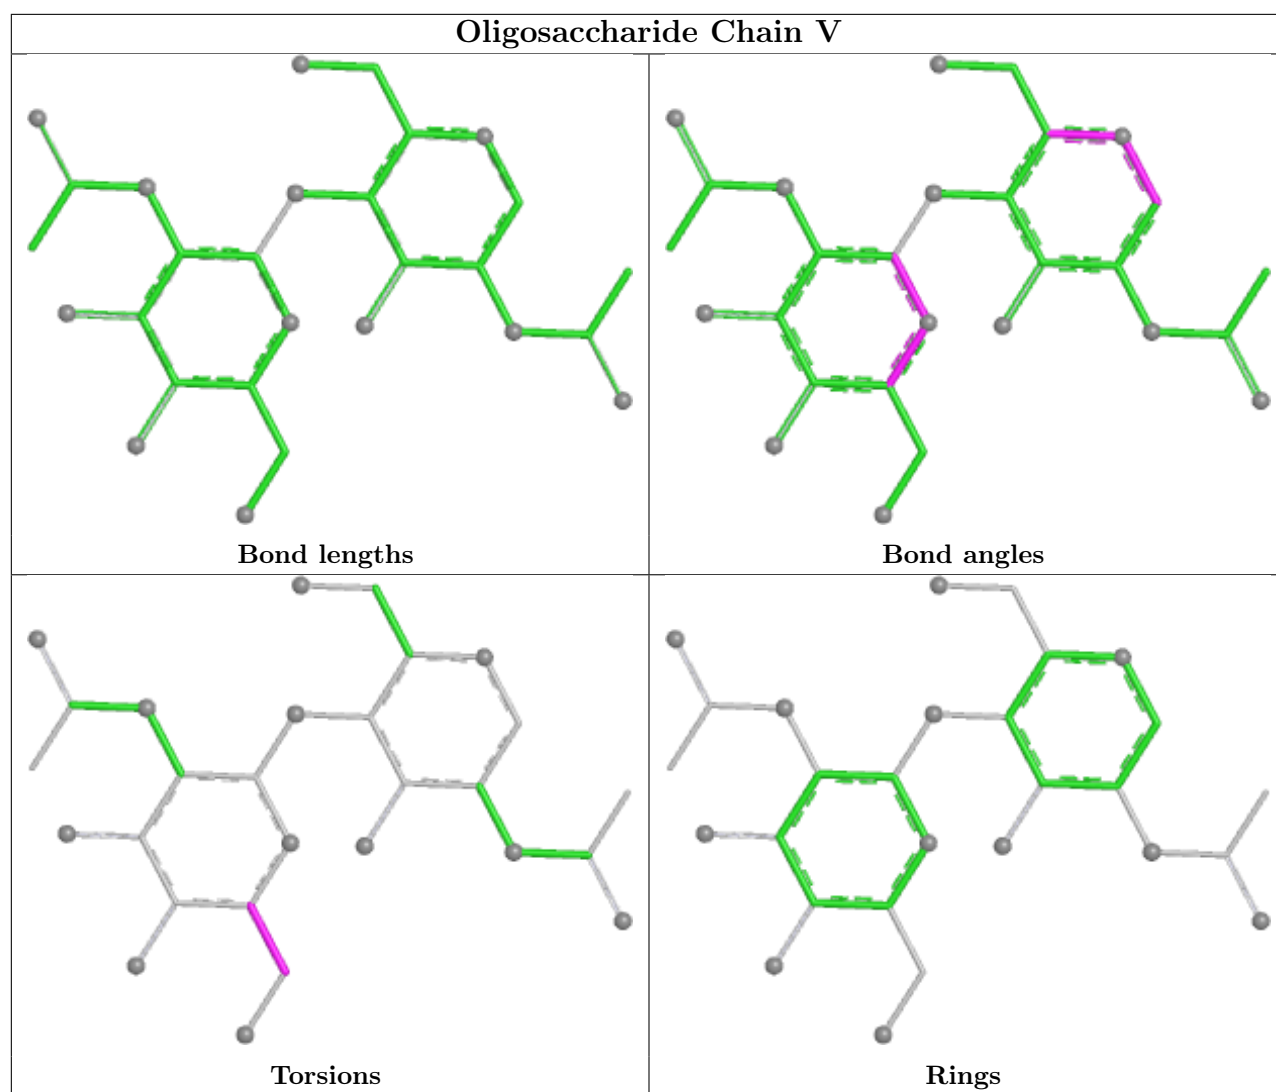 Oligosaccharide Chain V
Bond lengths
Bond angles
Torsions
Rings